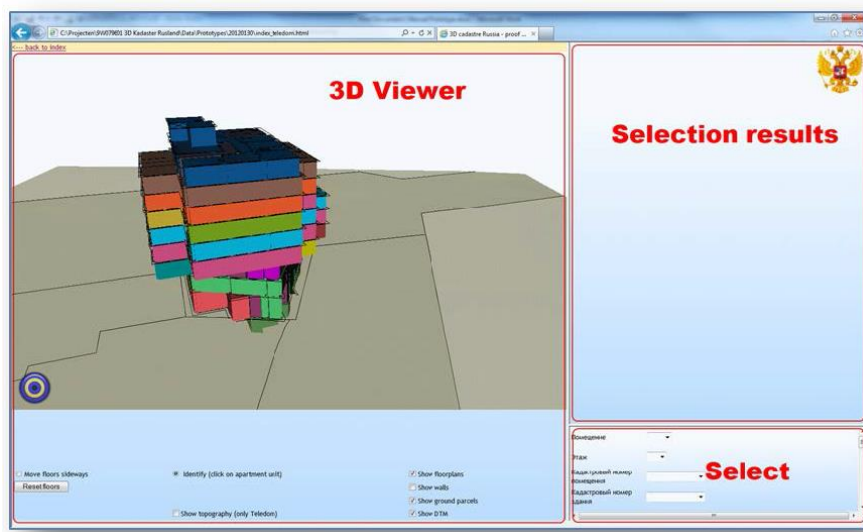 C:\Projecten\9W0796I01 3D Kadaster Rusland\Data\Prototypes\20120130\index_teledom.html
3D cadastre Russia - proof ...
<--- back to index
3D Viewer
Selection results
Move floors sideways
Identify (click on apartment unit)
Show floorplans
Reset floors
Show walls
Show ground parcels
Show topography (only Teledon)
Show DTM
Помещение
Этаж
Кадастровый номер
помещения
Кадастровый номер
здания
Select